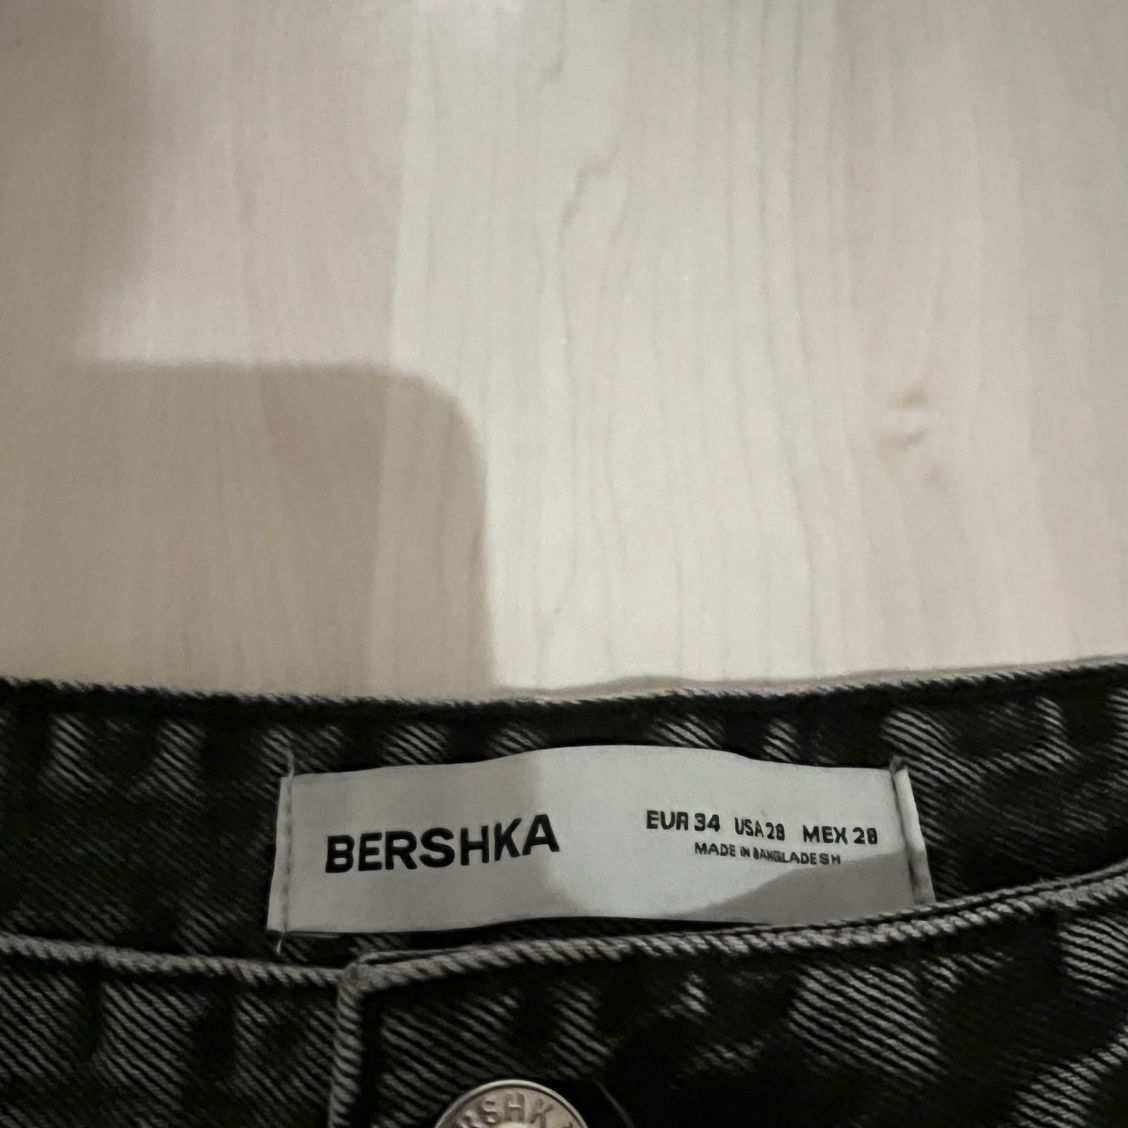 BERSHKA
EUR 34 USA 28 MEX 28
MADE IN BANGLADESH